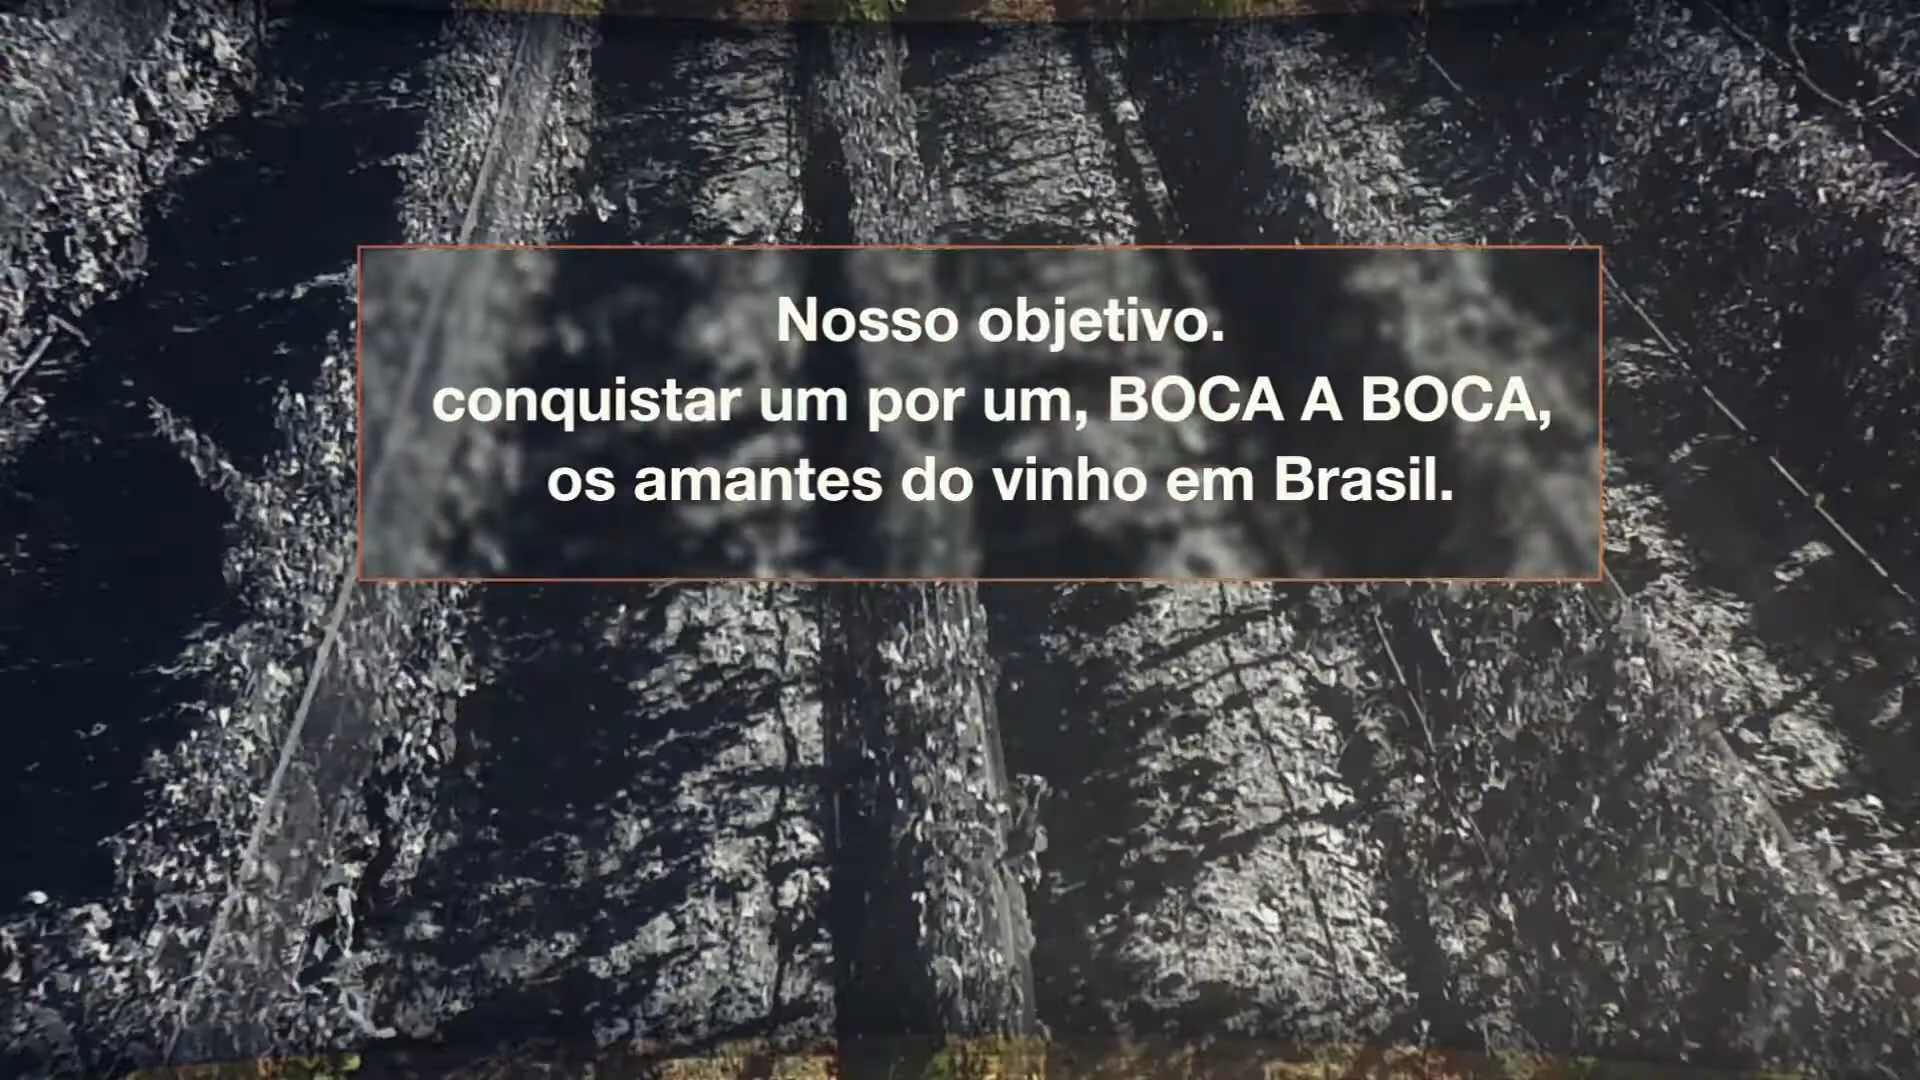 Nosso objetivo.
conquistar um por um, BOCA A BOCA,
os amantes do vinho em Brasil.